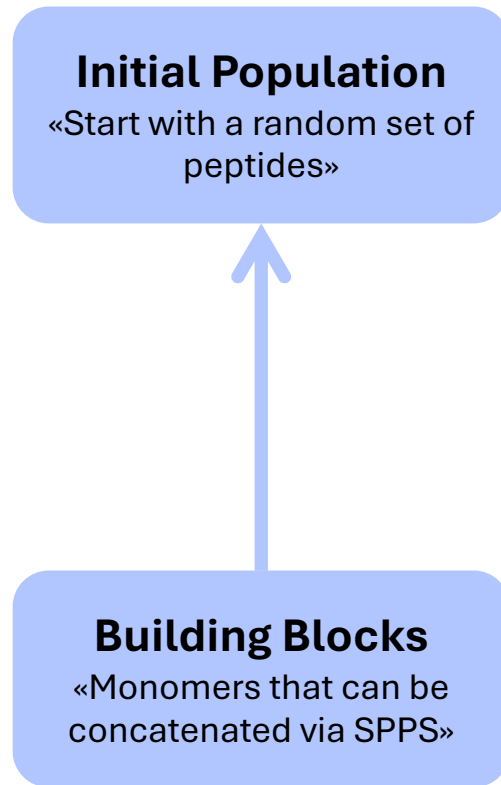 Initial Population
«Start with a random set of
peptides»
Building Blocks
«Monomers that can be
concatenated via SPPS»